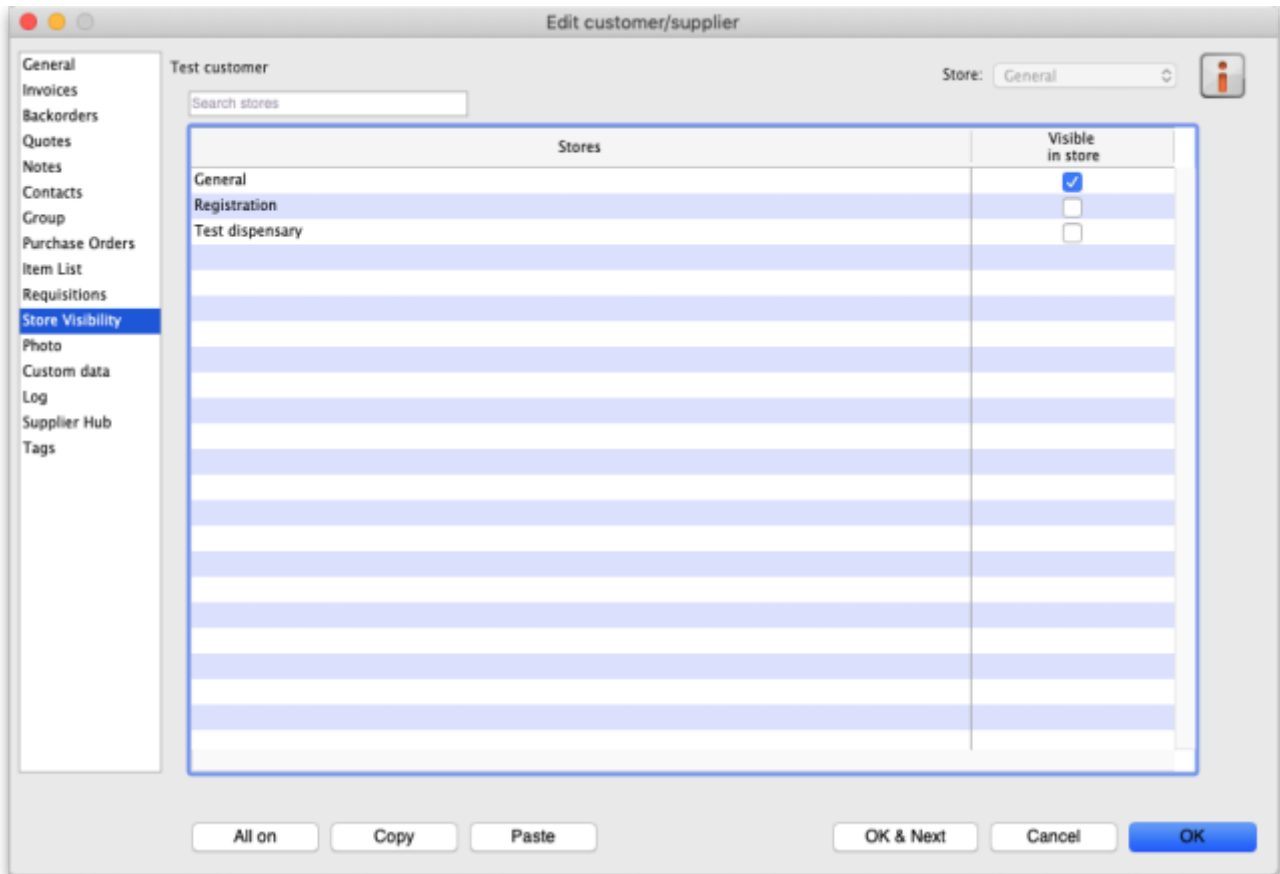 Edit customer/supplier
General
Invoices
Backorders
Quotes
Notes
Contacts
Group
Purchase Orders
Item List
Requisitions
Store Visibility
Photo
Custom data
Log
Supplier Hub
Tags
Test customer
Store: General
Search stores
Stores
Visible
in store
General
Registration
Test dispensary
All on
Copy
Paste
OK & Next
Cancel
OK